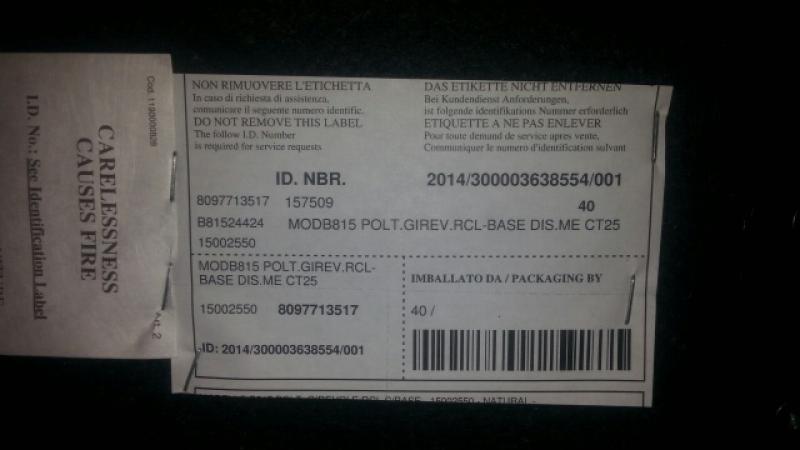 Cod. 1190000828
CARELESSNESS
CAUSES FIRE
I.D. No.: See Identification Label
NON RIMUOVERE L'ETICHETTA
In caso di richiesta di assistenza,
comunicare il seguente numero identific.
DO NOT REMOVE THIS LABEL
The follow I.D. Number
is required for service requests
DAS ETIKETTE NICHT ENTFERNEN
Bei Kundendienst Anforderungen,
ist folgende identifikations Nummer erforderlich
ETIQUETTE A NE PAS ENLEVER
Pour toute demand de service apres vente,
Communiquer le numero d'identification suivant
ID. NBR. 2014/300003638554/001
8097713517 157509 40
B81524424 MODB815 POLT.GIREV.RCL-BASE DIS.ME CT25
15002550
MODB815 POLT.GIREV.RCL-
BASE DIS.ME CT25
15002550 8097713517
ID: 2014/300003638554/001
IMBALLATO DA / PACKAGING BY
40 /
15002550 - NATURAL -